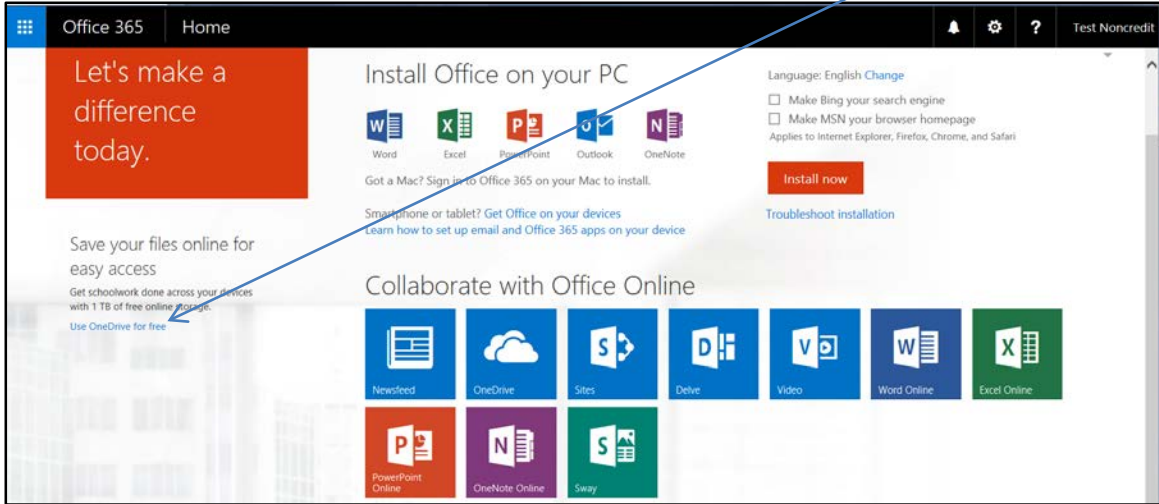 Office 365 Home
? Test Noncredit
Let's make a
difference
today.
Save your files online for
easy access
Get schoolwork done across your devices
with 1 TB of free online storage.
Use OneDrive for free
Install Office on your PC
W X P O N
Word Excel PowerPoint Outlook OneNote
Got a Mac? Sign in to Office 365 on your Mac to install.
Smartphone or tablet? Get Office on your devices
Learn how to set up email and Office 365 apps on your device
Language: English Change
Make Bing your search engine
Make MSN your browser homepage
Applies to Internet Explorer, Firefox, Chrome, and Safari
Install now
Troubleshoot installation
Collaborate with Office Online
S D V W X
Newsfeed OneDrive Sites Delve Video Word Online Excel Online
P N S
PowerPoint
Online OneNote Online Sway